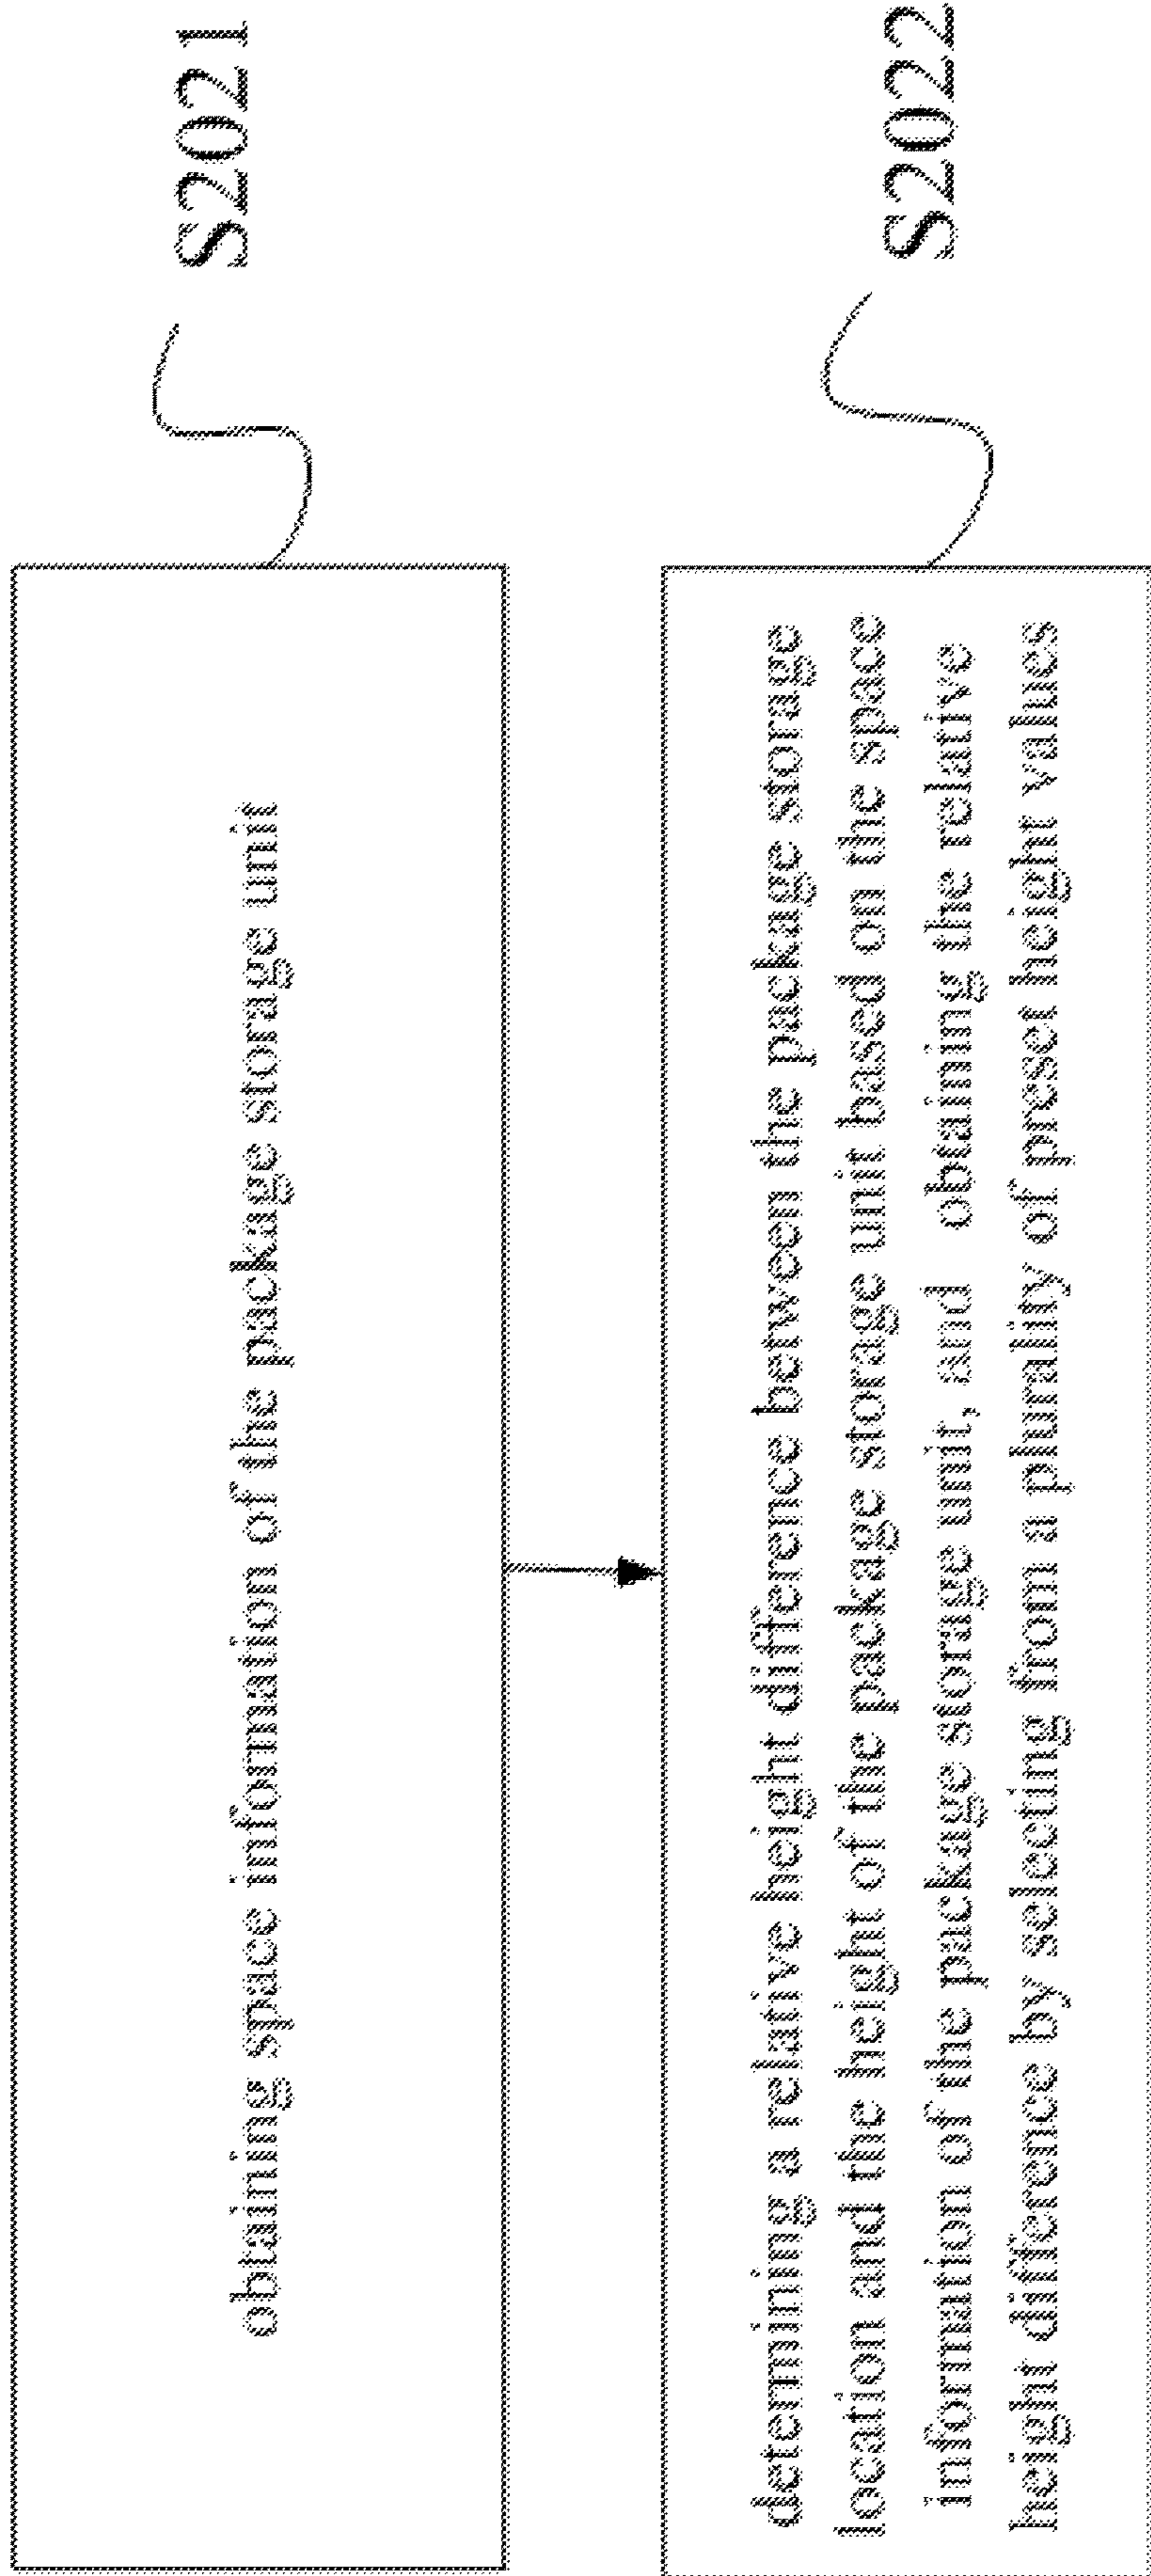 S2021
obtaining space information of the package storage unit
S2022
determining a relative height difference between the package storage
location and the height of the package storage unit based on the space
information of the package storage unit, and obtaining the relative
height difference by selecting from a plurality of preset height values